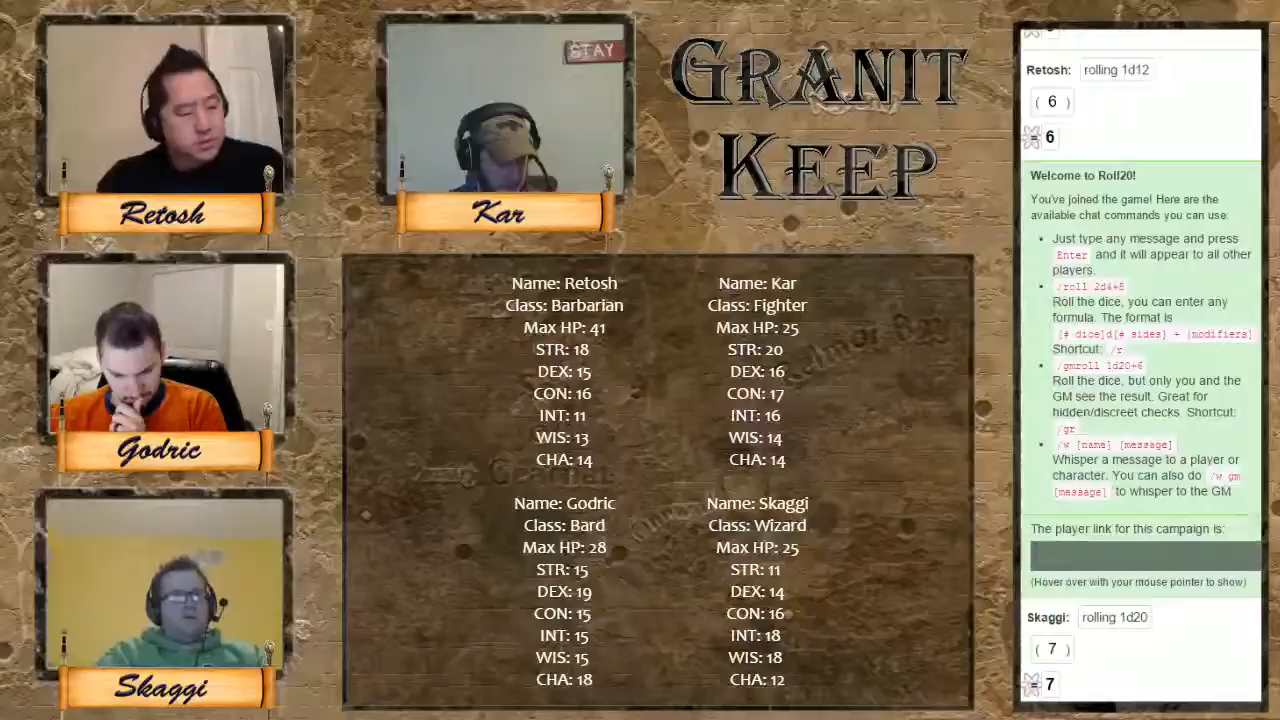 STAY
GRANIT
KEEP
Retosh
Kar
Godric
Skaggi
Name: Retosh
Class: Barbarian
Max HP: 41
STR: 18
DEX: 15
CON: 16
INT: 11
WIS: 13
CHA: 14
Name: Kar
Class: Fighter
Max HP: 25
STR: 20
DEX: 16
CON: 17
INT: 16
WIS: 14
CHA: 14
Name: Godric
Class: Bard
Max HP: 28
STR: 15
DEX: 19
CON: 15
INT: 15
WIS: 15
CHA: 18
Name: Skaggi
Class: Wizard
Max HP: 25
STR: 11
DEX: 14
CON: 16
INT: 18
WIS: 18
CHA: 12
Retosh: rolling 1d12
( 6 )
= 6
Welcome to Roll20!
You've joined the game! Here are the
available chat commands you can use:
• Just type any message and press
Enter and it will appear to all other
players.
• /roll 2d4+5
Roll the dice, you can enter any
formula. The format is
[# dice]d[# sides] + [modifiers]
Shortcut: /r
• /gmroll 1d20+6
Roll the dice, but only you and the
GM see the result. Great for
hidden/discreet checks. Shortcut:
/gr
• /w [name] [message]
Whisper a message to a player or
character. You can also do /w gm
[message] to whisper to the GM
The player link for this campaign is:
(Hover over with your mouse pointer to show)
Skaggi: rolling 1d20
( 7 )
= 7